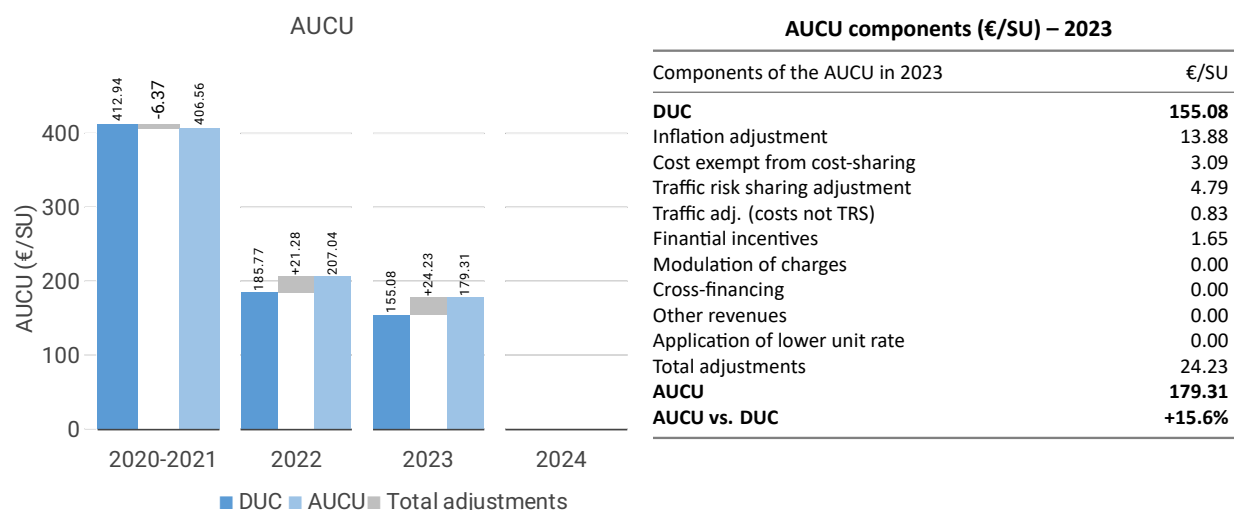 AUCU
412.94
-6.37
406.56
185.77
+21.28
207.04
155.08
+24.23
179.31
AUCU (€/SU)
400
300
200
100
0
2020-2021
2022
2023
2024
DUC
AUCU
Total adjustments
AUCU components (€/SU) – 2023
Components of the AUCU in 2023 €/SU
DUC 155.08
Inflation adjustment 13.88
Cost exempt from cost-sharing 3.09
Traffic risk sharing adjustment 4.79
Traffic adj. (costs not TRS) 0.83
Finantial incentives 1.65
Modulation of charges 0.00
Cross-financing 0.00
Other revenues 0.00
Application of lower unit rate 0.00
Total adjustments 24.23
AUCU 179.31
AUCU vs. DUC +15.6%